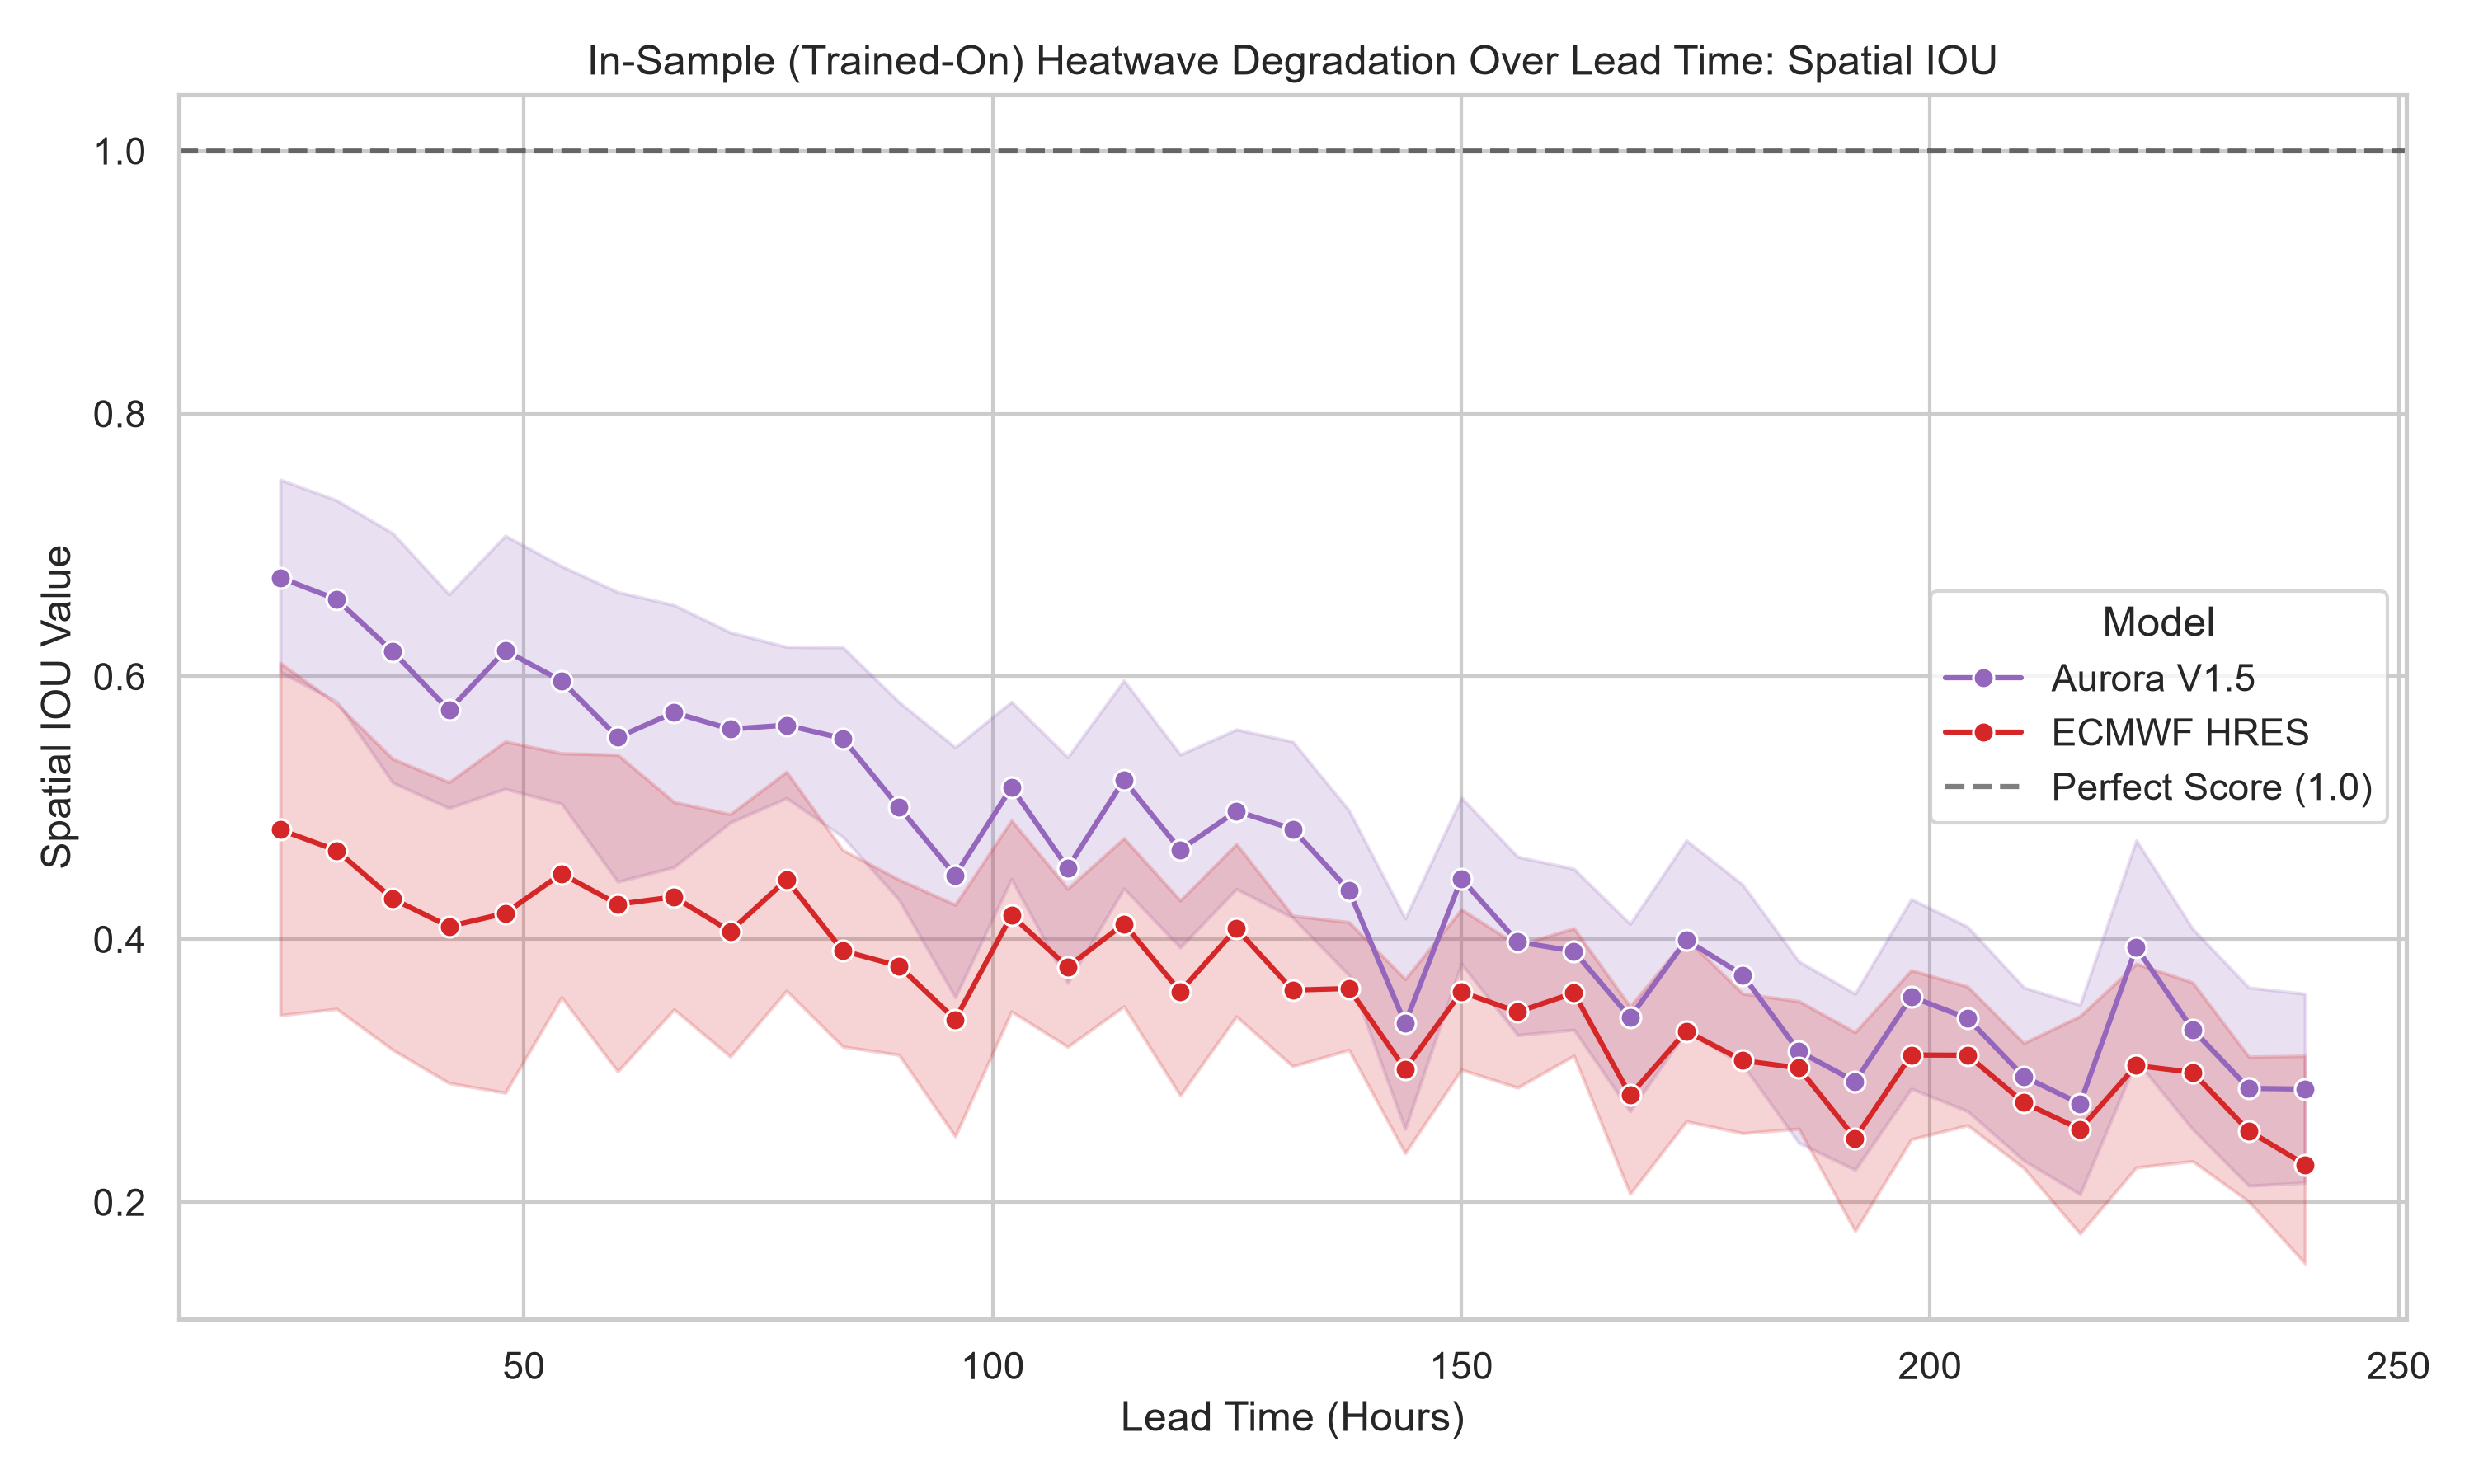 In-Sample (Trained-On) Heatwave Degradation Over Lead Time: Spatial IOU
1.0
0.8
0.6
0.4
0.2
Spatial IOU Value
Model
Aurora V1.5
ECMWF HRES
Perfect Score (1.0)
50
100
150
200
250
Lead Time (Hours)